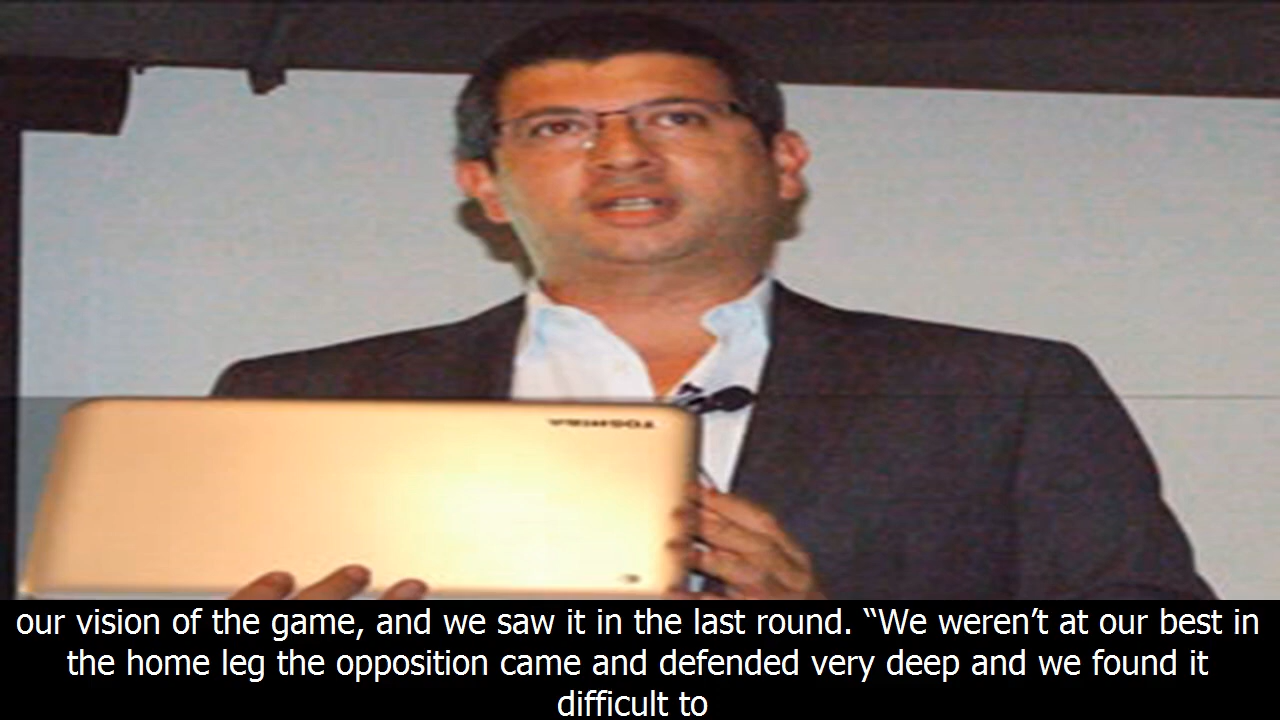 TOSHIBA
our vision of the game, and we saw it in the last round. “We weren’t at our best in
the home leg the opposition came and defended very deep and we found it
difficult to